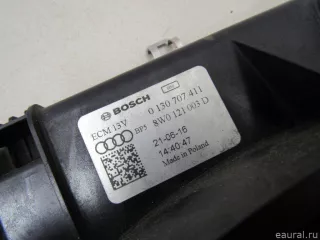 BOSCH 0 130 707 411
ECM 13V BPS 8W0 121 003 D
21-06-16
14:40:47
Made in Poland
eaural.ru